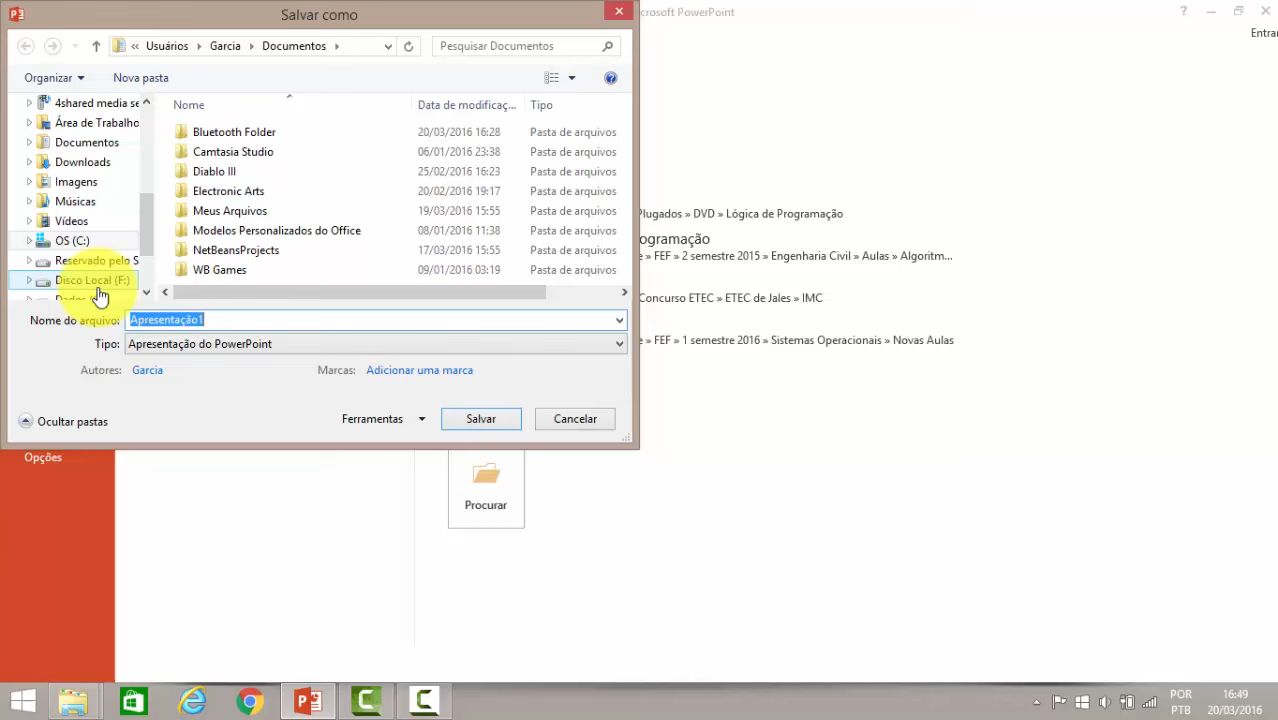 Salvar como
crosoft PowerPoint
?
Entrar
« Usuários Garcia Documentos
Pesquisar Documentos
Organizar Nova pasta
Nome Data de modificaç... Tipo
4shared media se
Área de Trabalho
Documentos
Downloads
Imagens
Músicas
Vídeos
OS (C:)
Reservado pelo S
Disco Local (F:)
Bluetooth Folder 20/03/2016 16:28 Pasta de arquivos
Camtasia Studio 06/01/2016 23:38 Pasta de arquivos
Diablo III 25/02/2016 16:23 Pasta de arquivos
Electronic Arts 20/02/2016 19:17 Pasta de arquivos
Meus Arquivos 19/03/2016 15:55 Pasta de arquivos
Modelos Personalizados do Office 08/01/2016 11:38 Pasta de arquivos
NetBeansProjects 17/03/2016 15:55 Pasta de arquivos
WB Games 09/01/2016 03:19 Pasta de arquivos
Nome do arquivo: Apresentação1
Tipo: Apresentação do PowerPoint
Autores: Garcia Marcas: Adicionar uma marca
Ocultar pastas Ferramentas Salvar Cancelar
Plugados » DVD » Lógica de Programação
ogramação
e » FEF » 2 semestre 2015 » Engenharia Civil » Aulas » Algoritm...
Concurso ETEC » ETEC de Jales » IMC
» FEF » 1 semestre 2016 » Sistemas Operacionais » Novas Aulas
Opções
Procurar
POR 16:49
PTB 20/03/2016